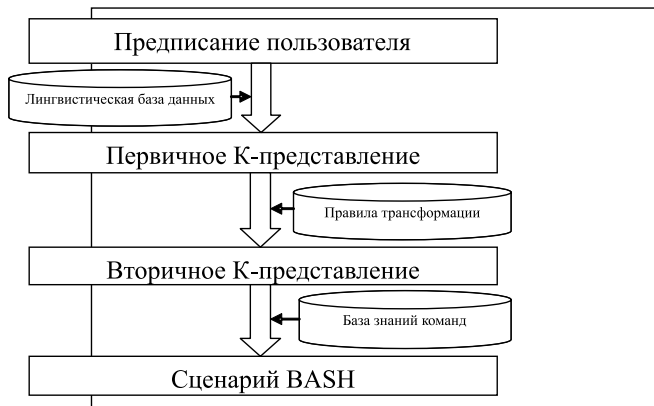 Предписание пользователя
Лингвистическая база данных
Первичное К-представление
Правила трансформации
Вторичное К-представление
База знаний команд
Сценарий BASH